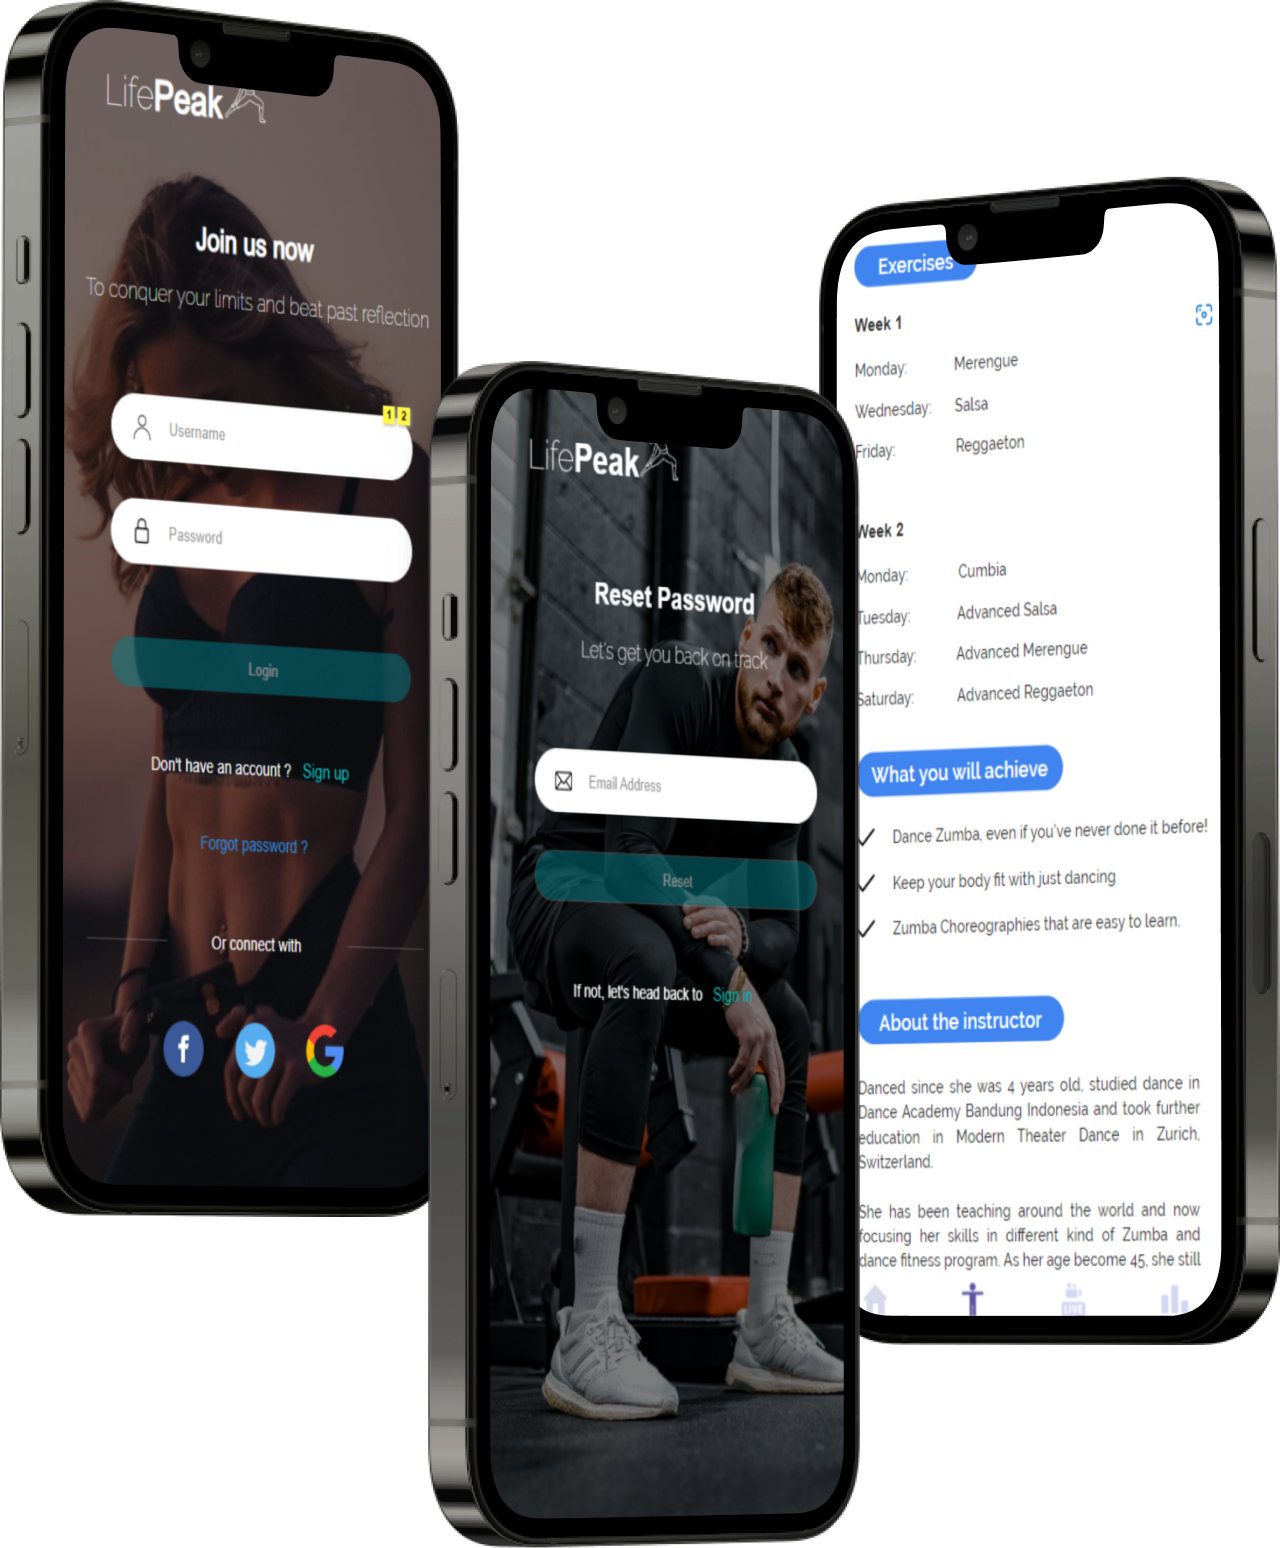 LifePeak
Join us now
To conquer your limits and beat past reflection
1 2
Username
Password
Login
Don't have an account ? Sign up
Forgot password ?
Or connect with
f
LifePeak
Reset Password
Let's get you back on track
Email Address
Reset
If not, let's head back to Sign in
Exercises
Week 1
Monday: Merengue
Wednesday: Salsa
Friday: Reggaeton
Week 2
Monday: Cumbia
Tuesday: Advanced Salsa
Thursday: Advanced Merengue
Saturday: Advanced Reggaeton
What you will achieve
Dance Zumba, even if you've never done it before!
Keep your body fit with just dancing
Zumba Choreographies that are easy to learn.
About the instructor
Danced since she was 4 years old, studied dance in
Dance Academy Bandung Indonesia and took further
education in Modern Theater Dance in Zurich,
Switzerland.
She has been teaching around the world and now
focusing her skills in different kind of Zumba and
dance fitness program. As her age become 45, she still
LIVE